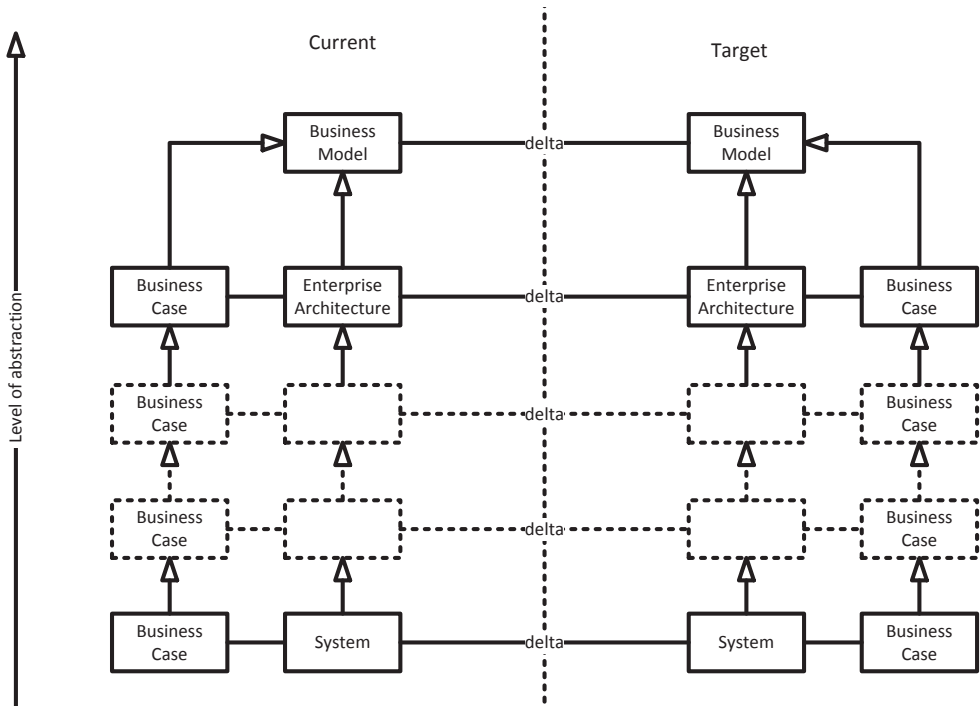 Current
Target
Business
Model
delta
Business
Model
Business
Case
Enterprise
Architecture
delta
Enterprise
Architecture
Business
Case
Level of abstraction
Business
Case
delta
Business
Case
Business
Case
delta
Business
Case
Business
Case
System
delta
System
Business
Case